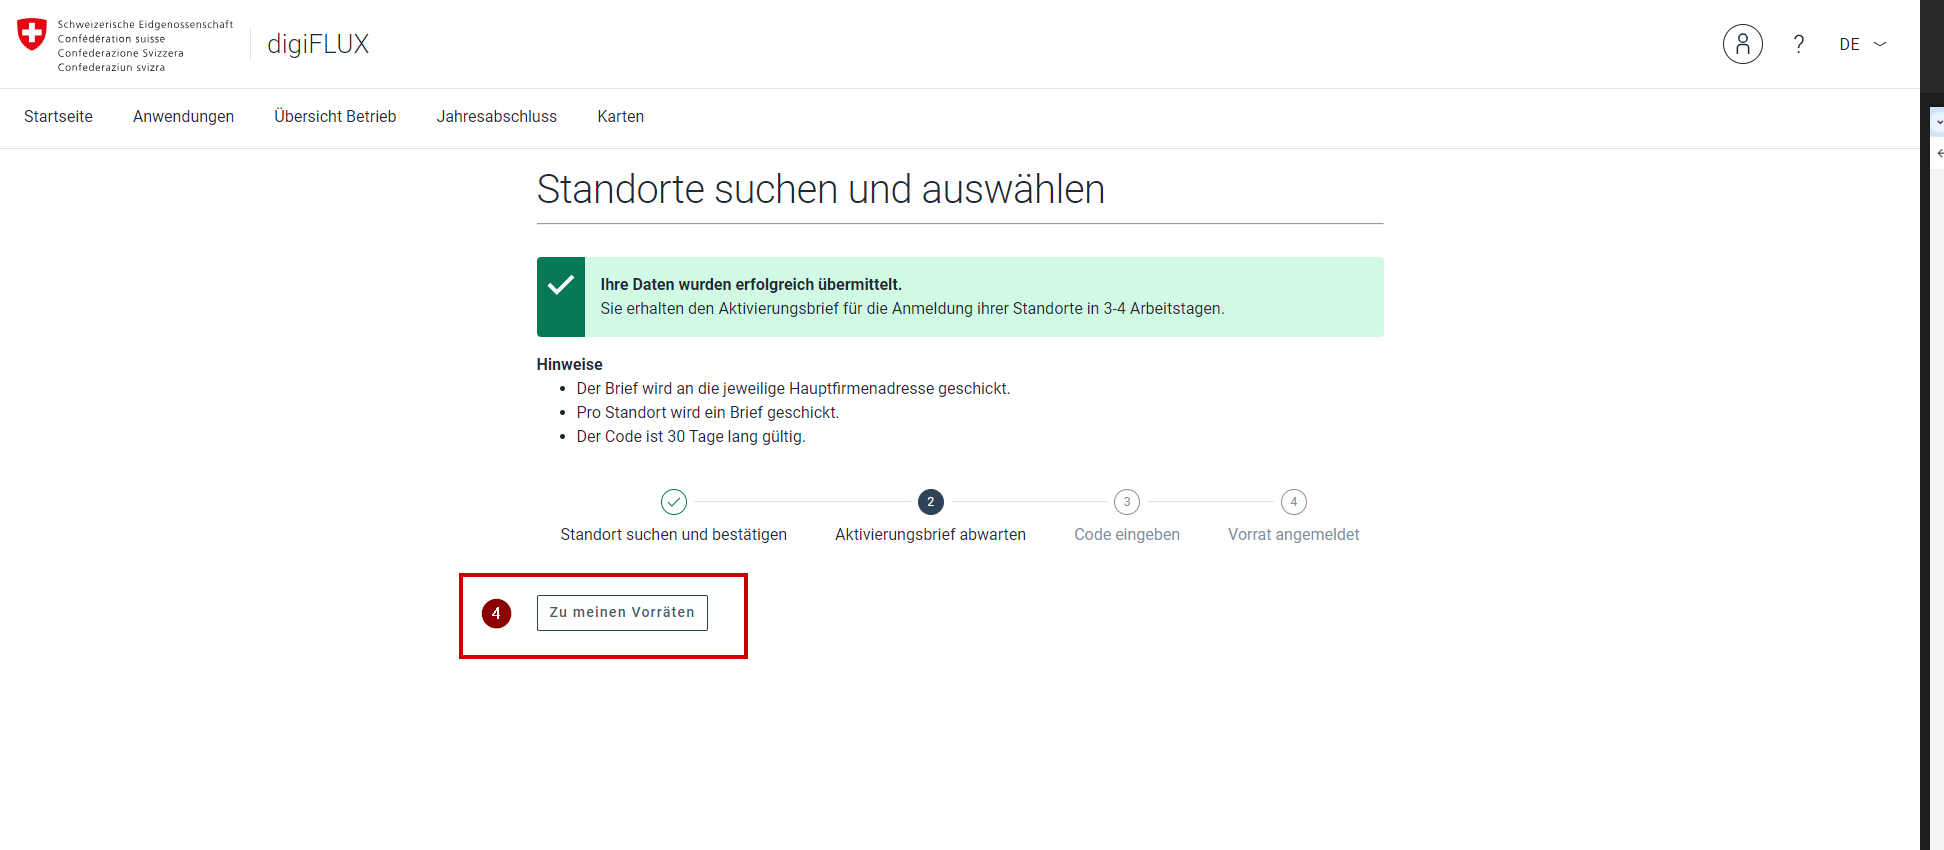 Schweizerische Eidgenossenschaft
Confédération suisse
Confederazione Svizzera
Confederaziun svizra
digiFLUX
?
DE
Startseite
Anwendungen
Übersicht Betrieb
Jahresabschluss
Karten
Standorte suchen und auswählen
Ihre Daten wurden erfolgreich übermittelt.
Sie erhalten den Aktivierungsbrief für die Anmeldung ihrer Standorte in 3-4 Arbeitstagen.
Hinweise
Der Brief wird an die jeweilige Hauptfirmenadresse geschickt.
Pro Standort wird ein Brief geschickt.
Der Code ist 30 Tage lang gültig.
2
3
4
Standort suchen und bestätigen
Aktivierungsbrief abwarten
Code eingeben
Vorrat angemeldet
4
Zu meinen Vorräten